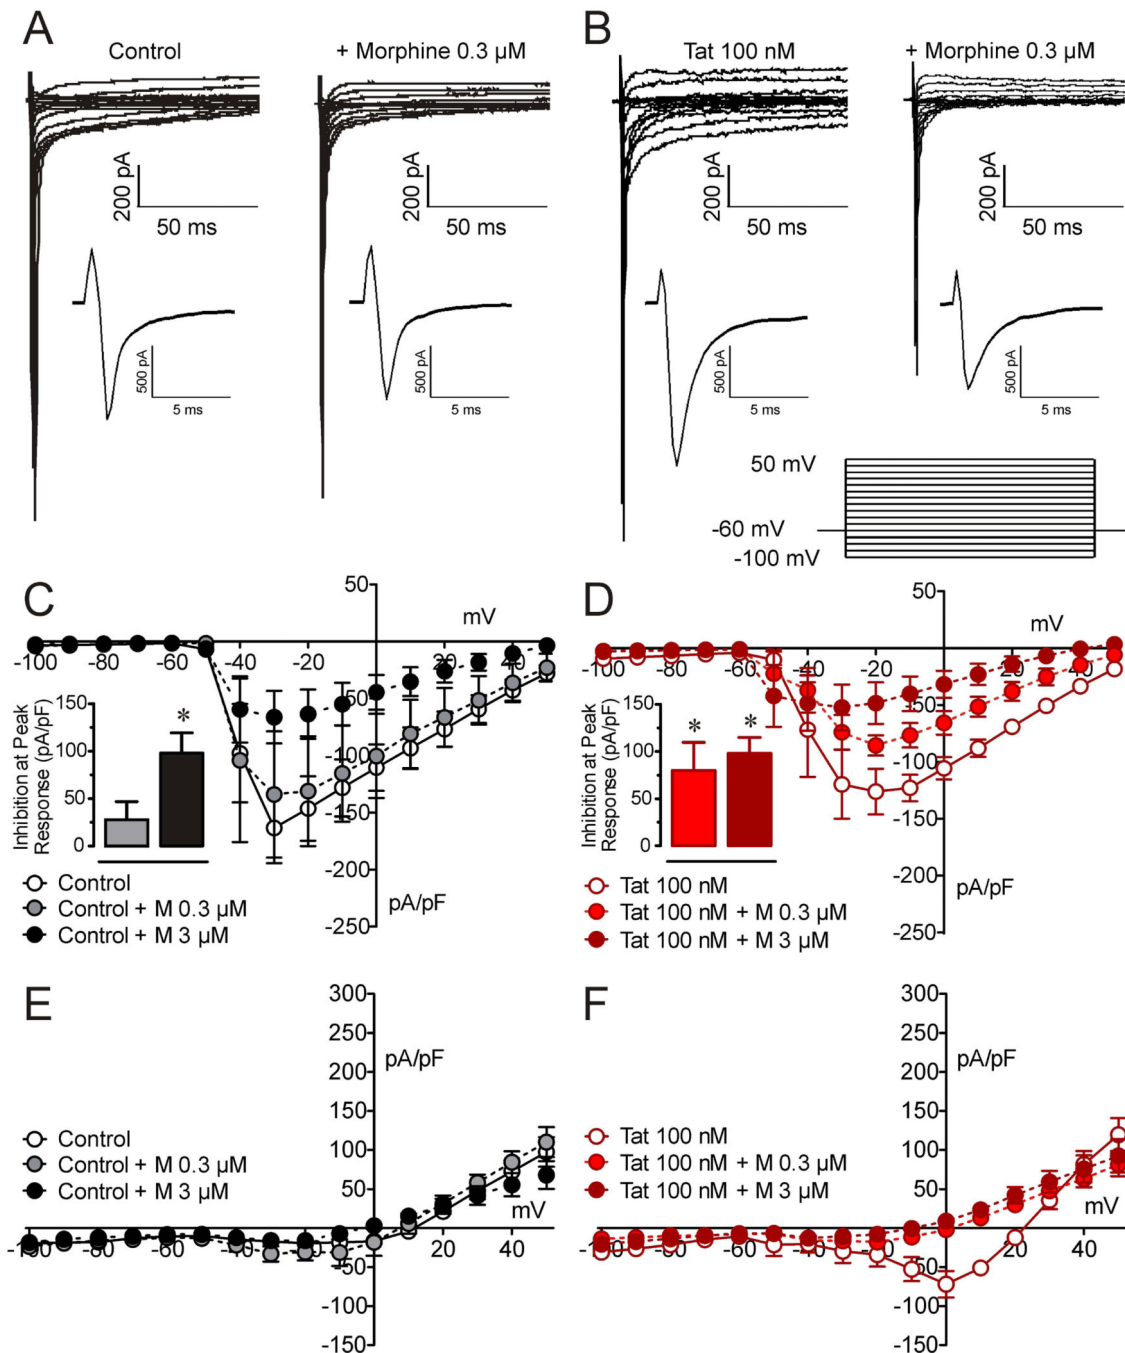 A
Control
+ Morphine 0.3 µM
200 pA
50 ms
200 pA
50 ms
500 pA
5 ms
500 pA
5 ms
B
Tat 100 nM
+ Morphine 0.3 µM
200 pA
50 ms
200 pA
50 ms
500 pA
5 ms
500 pA
5 ms
50 mV
-60 mV
-100 mV
C
50
mV
-100 -80 -60 -40 -20 20 40
-50
-100
-150
-200
-250
pA/pF
Inhibition at Peak
Response (pA/pF)
150
100
50
0
*
Control
Control + M 0.3 µM
Control + M 3 µM
D
50
mV
-100 -80 -60 -40 -20 20 40
-50
-100
-150
-200
-250
pA/pF
Inhibition at Peak
Response (pA/pF)
150
100
50
0
* *
Tat 100 nM
Tat 100 nM + M 0.3 µM
Tat 100 nM + M 3 µM
E
300
250
200
150
100
50
-50
-100
-150
pA/pF
mV
-100 -80 -60 -40 -20 20 40
Control
Control + M 0.3 µM
Control + M 3 µM
F
300
250
200
150
100
50
-50
-100
-150
pA/pF
mV
-100 -80 -60 -40 -20 20 40
Tat 100 nM
Tat 100 nM + M 0.3 µM
Tat 100 nM + M 3 µM